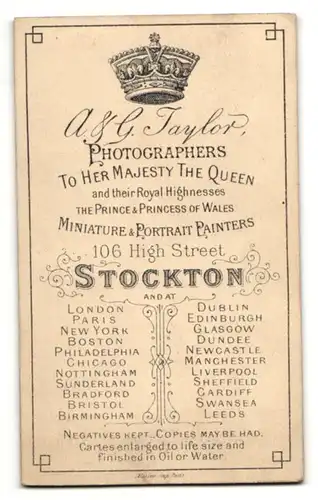 A. & G. Taylor,
PHOTOGRAPHERS
TO HER MAJESTY THE QUEEN
and their Royal Highnesses
THE PRINCE & PRINCESS OF WALES
MINIATURE & PORTRAIT PAINTERS
106 High Street
STOCKTON
AND AT
LONDON
PARIS
NEW YORK
BOSTON
PHILADELPHIA
CHICAGO
NOTTINGHAM
SUNDERLAND
BRADFORD
BRISTOL
BIRMINGHAM
DUBLIN
EDINBURGH
GLASGOW
DUNDEE
NEWCASTLE
MANCHESTER
LIVERPOOL
SHEFFIELD
CARDIFF
SWANSEA
LEEDS
NEGATIVES KEPT. COPIES MAY BE HAD.
Cartes enlarged to life size and
finished in Oil or Water.